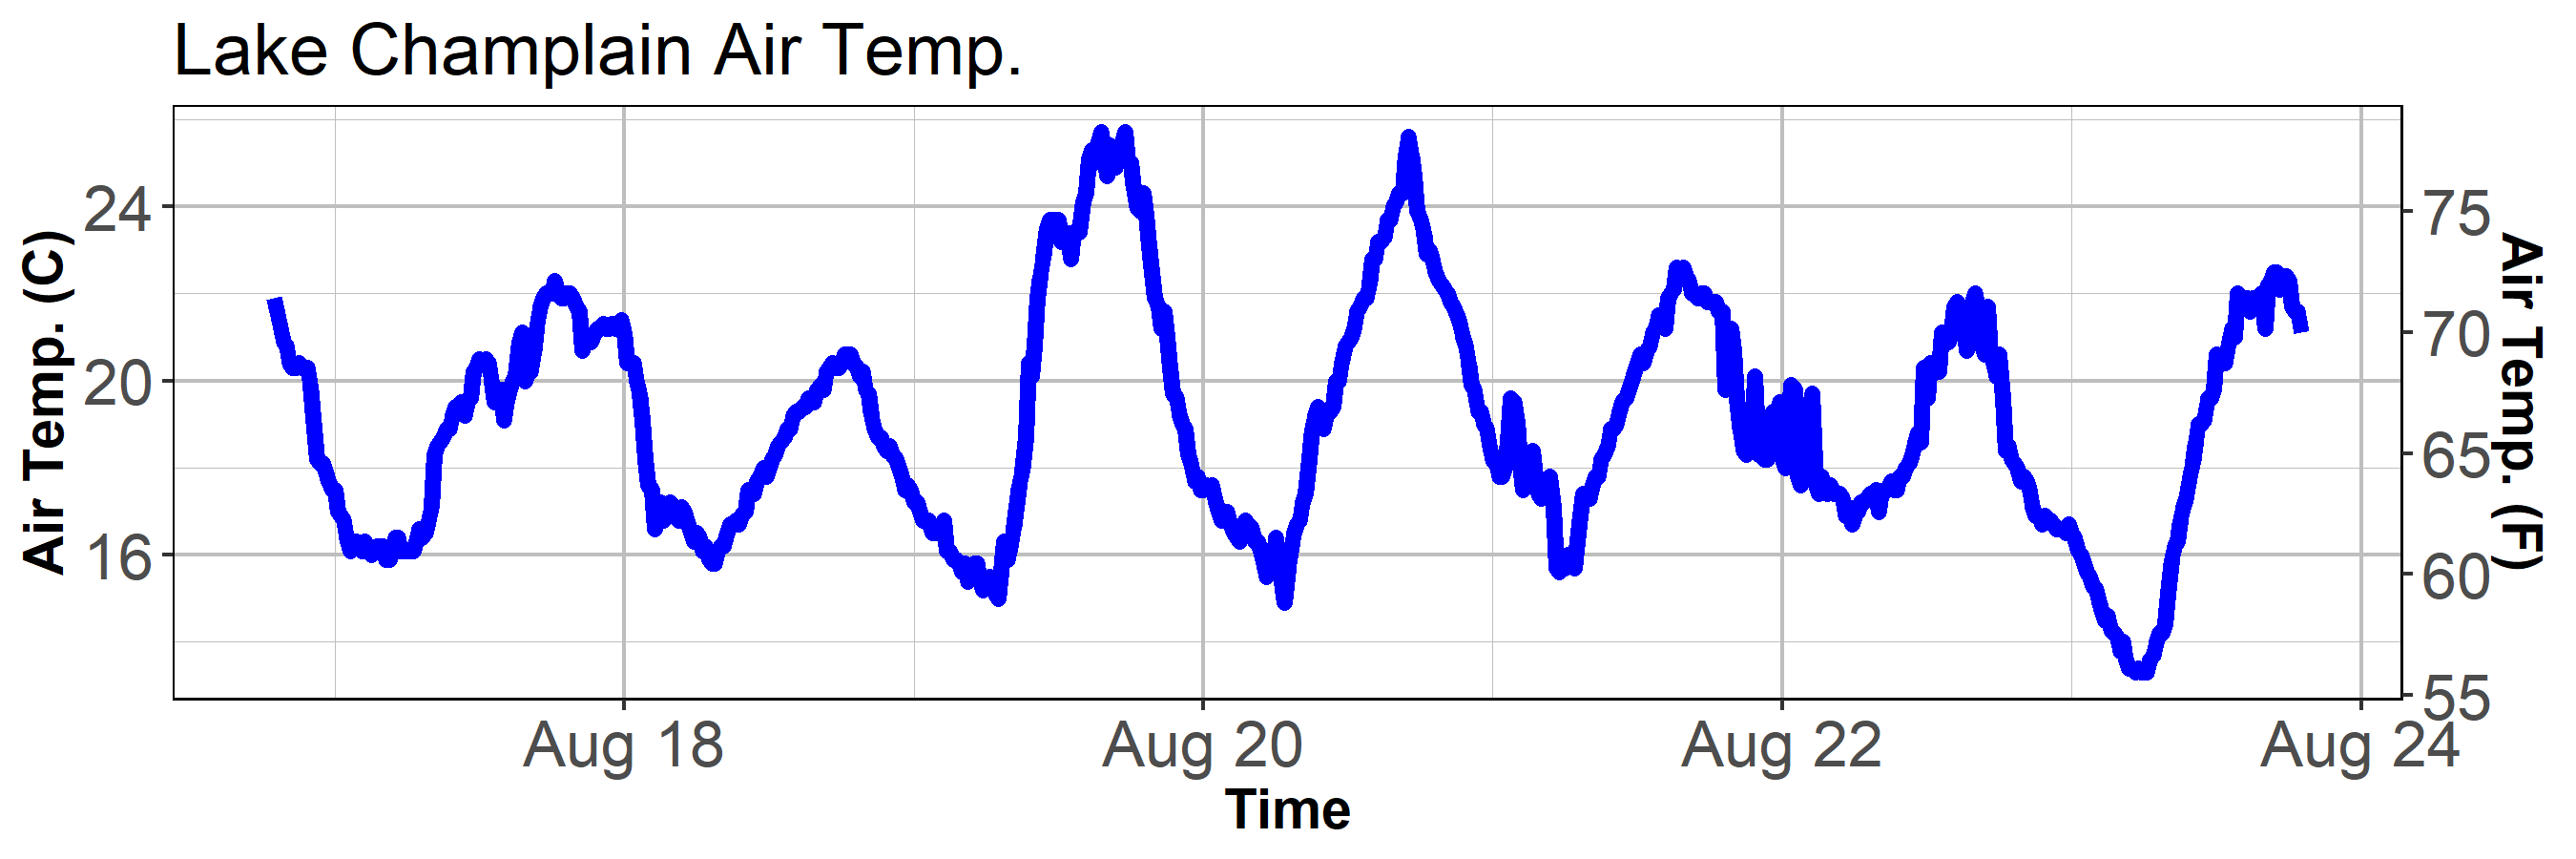 Lake Champlain Air Temp.
Air Temp. (C)
24
20
16
75
70
65
60
55
Air Temp. (F)
Aug 18
Aug 20
Aug 22
Aug 24
Time